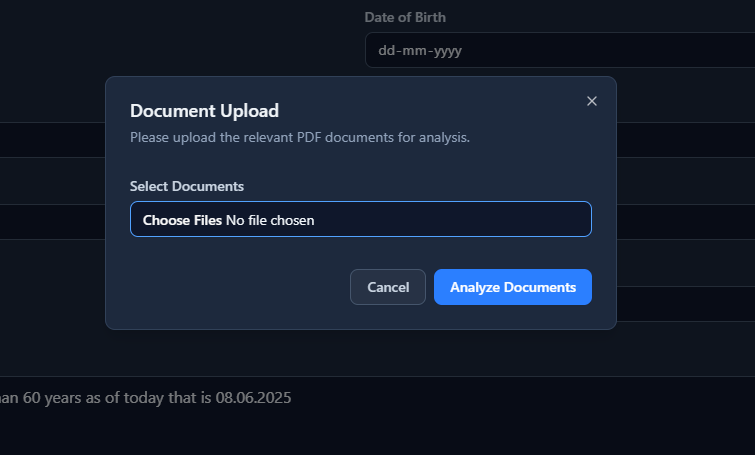 Date of Birth
dd-mm-yyyy
Document Upload
Please upload the relevant PDF documents for analysis.
Select Documents
Choose Files No file chosen
Cancel
Analyze Documents
60 years as of today that is 08.06.2025